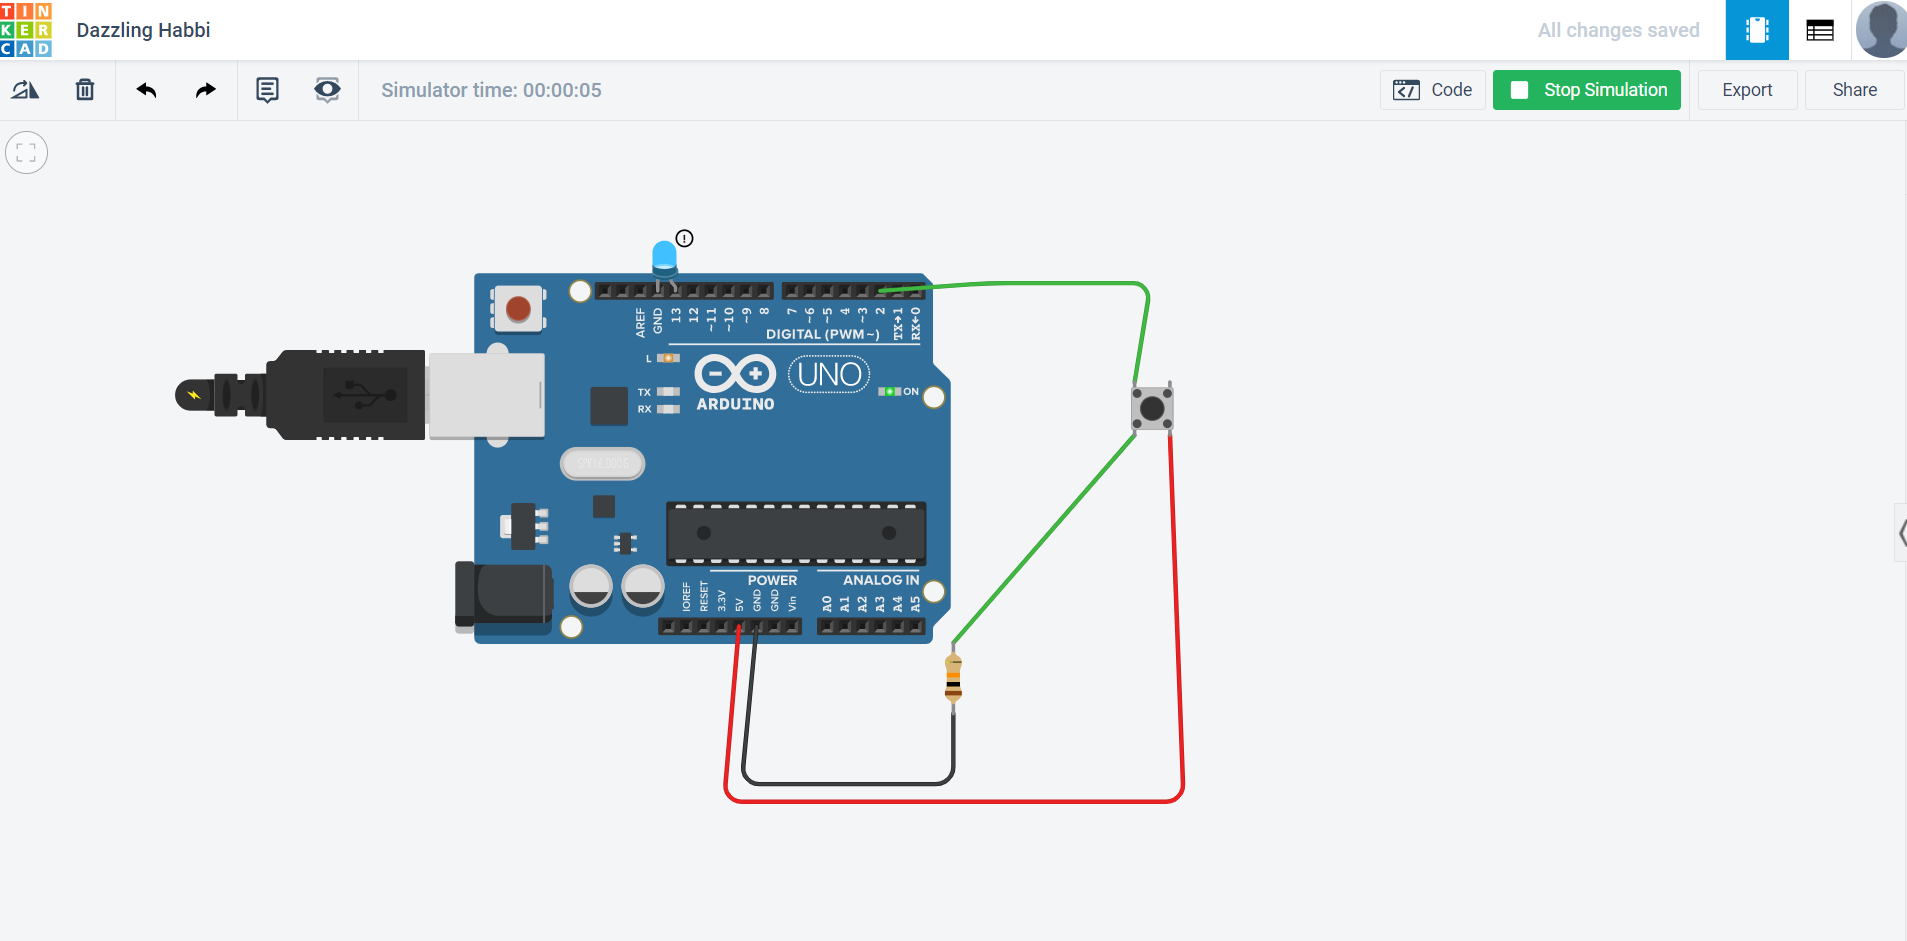 TIN
KER
CAD
Dazzling Habbi
All changes saved
Simulator time: 00:00:05
Code
Stop Simulation
Export
Share
!
AREF
GND
13
12
~11
~10
~9
8
7
~6
~5
4
~3
2
TX→1
RX←0
DIGITAL (PWM~)
L
TX
RX
ARDUINO
UNO
ON
POWER
ANALOG IN
IOREF
RESET
3.3V
5V
GND
GND
Vin
A0
A1
A2
A3
A4
A5